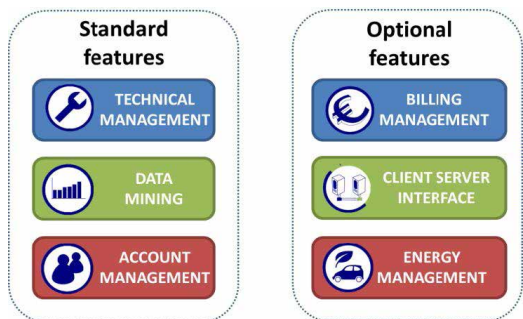 Standard
features
TECHNICAL
MANAGEMENT
DATA
MINING
ACCOUNT
MANAGEMENT
Optional
features
€
BILLING
MANAGEMENT
CLIENT SERVER
INTERFACE
ENERGY
MANAGEMENT